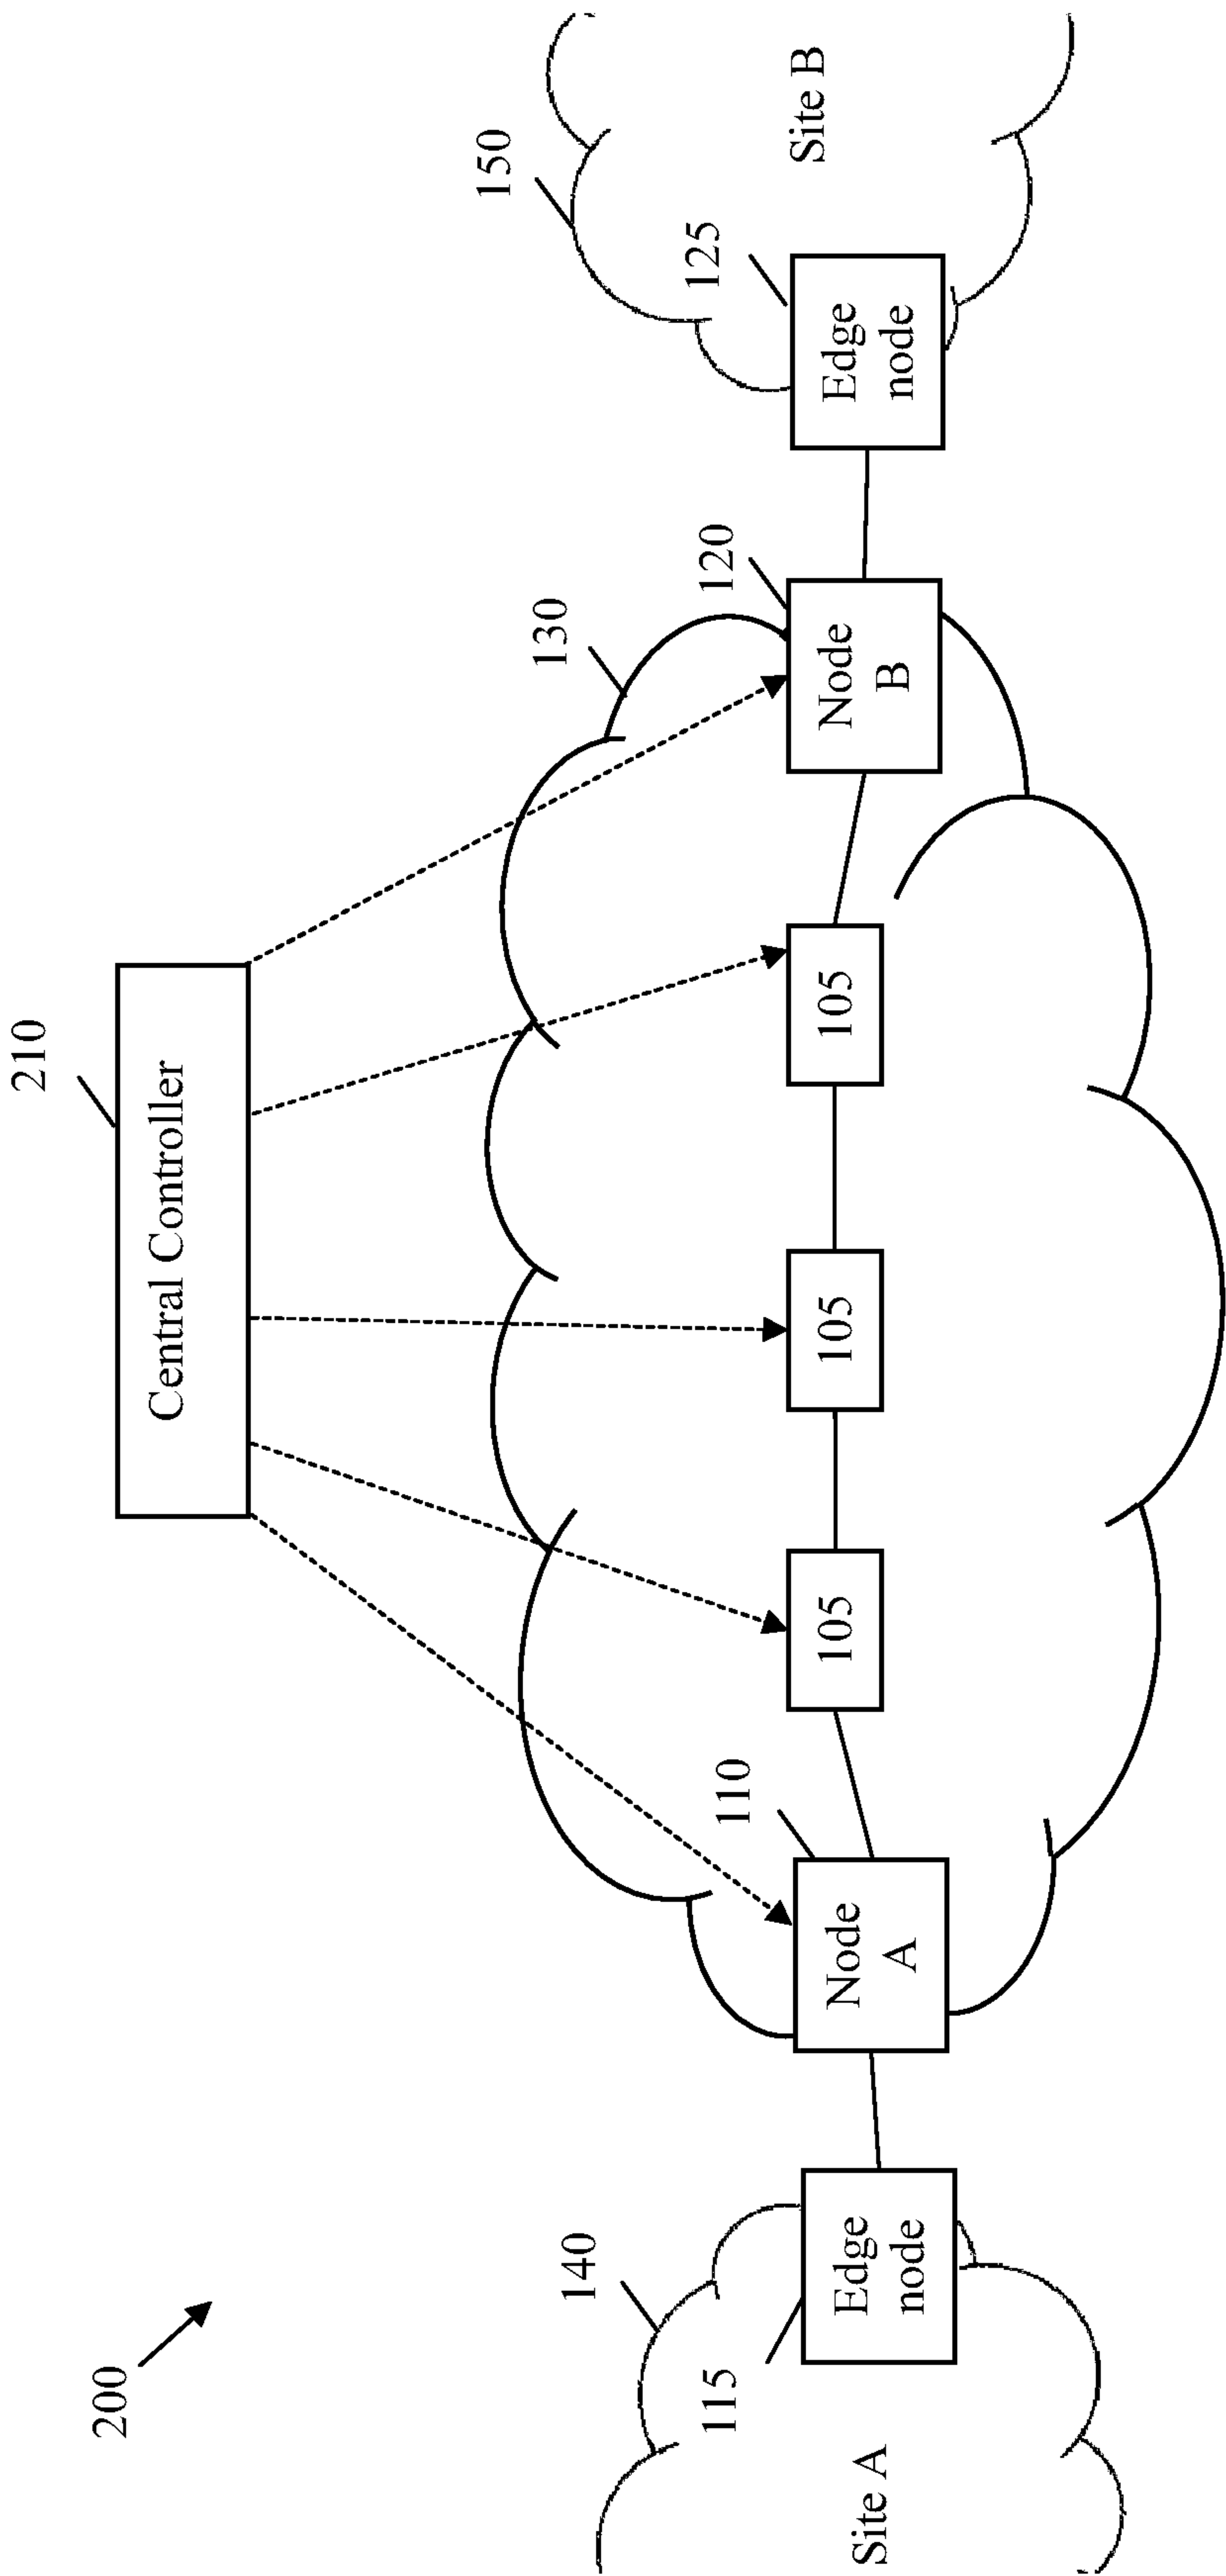 200
210
Central Controller
140
115
Site A
Edge
node
110
Node
A
105
105
105
130
120
Node
B
150
125
Edge
node
Site B